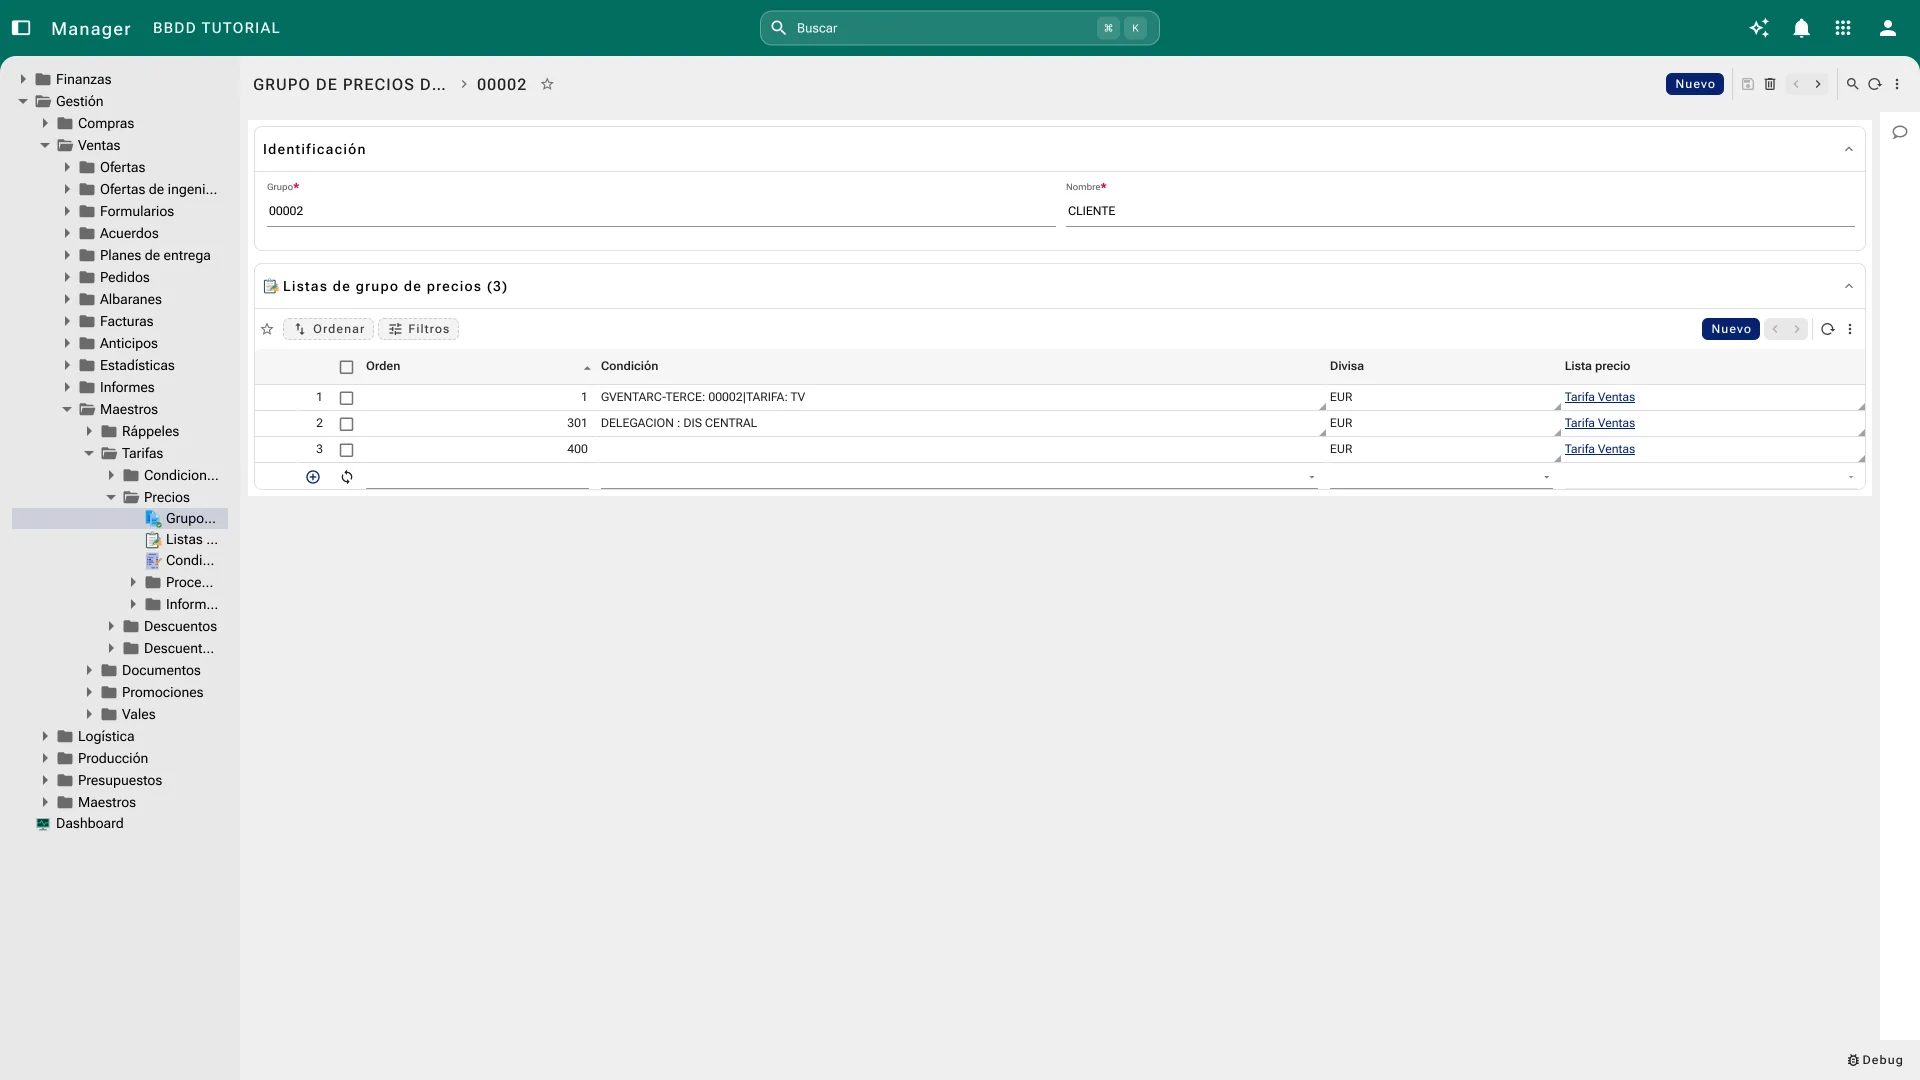 Manager
BBDD TUTORIAL
Buscar
⌘ K
Finanzas
Gestión
Compras
Ventas
Ofertas
Ofertas de ingeni...
Formularios
Acuerdos
Planes de entrega
Pedidos
Albaranes
Facturas
Anticipos
Estadísticas
Informes
Maestros
Ráppeles
Tarifas
Condicion...
Precios
Grupo...
Listas ...
Condi...
Proce...
Inform...
Descuentos
Descuent...
Documentos
Promociones
Vales
Logística
Producción
Presupuestos
Maestros
Dashboard
GRUPO DE PRECIOS D... > 00002
Nuevo
Identificación
Grupo*
00002
Nombre*
CLIENTE
Listas de grupo de precios (3)
Ordenar
Filtros
Nuevo
Orden Condición Divisa Lista precio
1 1 GVENTARC-TERCE: 00002|TARIFA: TV EUR Tarifa Ventas
2 301 DELEGACION : DIS CENTRAL EUR Tarifa Ventas
3 400 EUR Tarifa Ventas
Debug